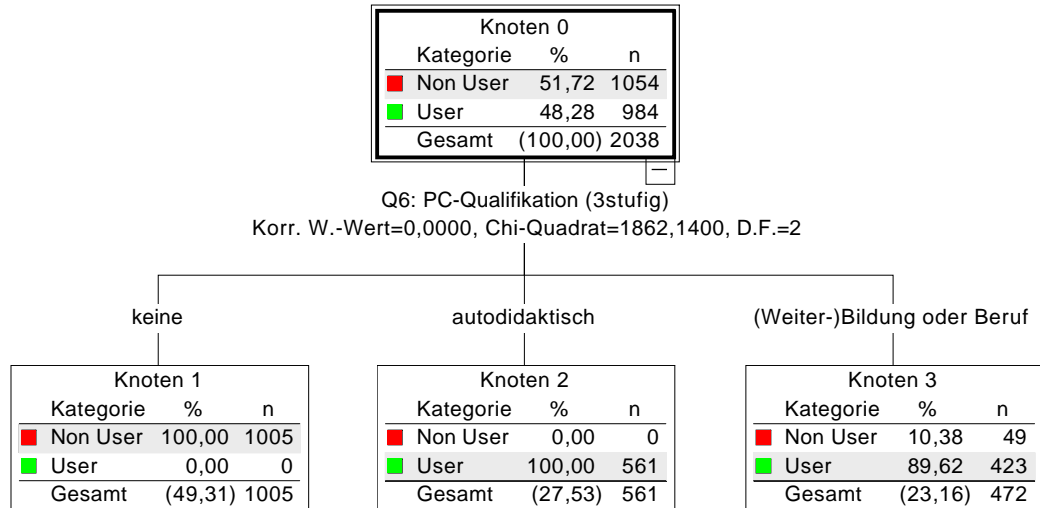 Knoten 0
Kategorie % n
Non User 51,72 1054
User 48,28 984
Gesamt (100,00) 2038
Q6: PC-Qualifikation (3stufig)
Korr. W.-Wert=0,0000, Chi-Quadrat=1862,1400, D.F.=2
keine
autodidaktisch
(Weiter-)Bildung oder Beruf
Knoten 1
Kategorie % n
Non User 100,00 1005
User 0,00 0
Gesamt (49,31) 1005
Knoten 2
Kategorie % n
Non User 0,00 0
User 100,00 561
Gesamt (27,53) 561
Knoten 3
Kategorie % n
Non User 10,38 49
User 89,62 423
Gesamt (23,16) 472